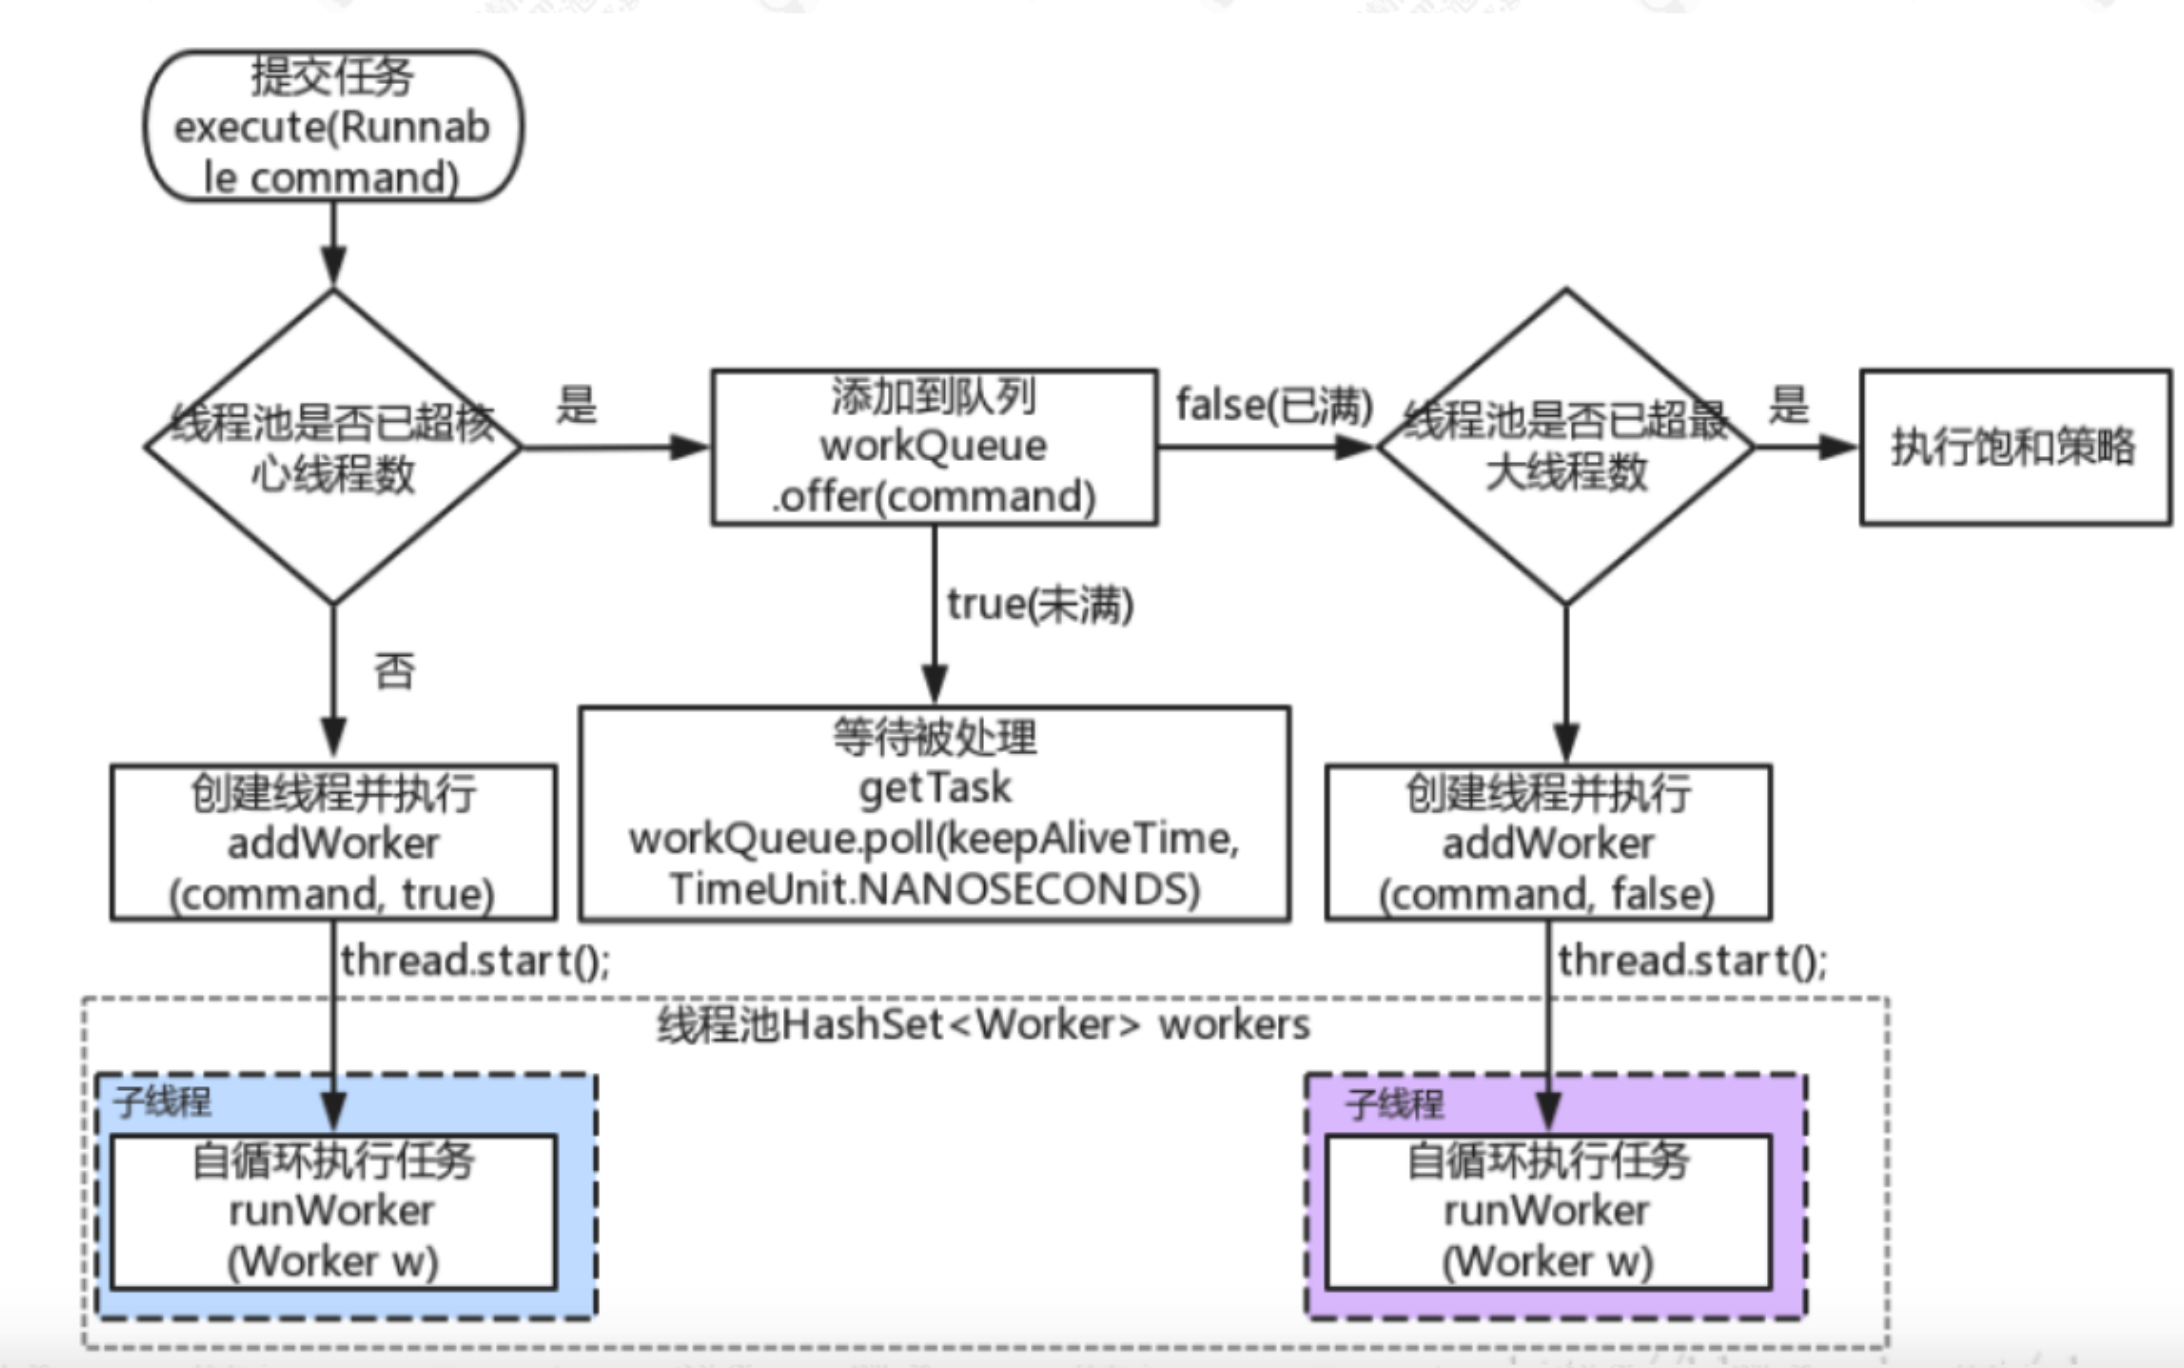 提交任务
execute(Runnab
le command)
线程池是否已超核
心线程数
是
添加到队列
workQueue
.offer(command)
false(已满)
线程池是否已超最
大线程数
是
执行饱和策略
true(未满)
否
等待被处理
getTask
workQueue.poll(keepAliveTime,
TimeUnit.NANOSECONDS)
创建线程并执行
addWorker
(command, true)
创建线程并执行
addWorker
(command, false)
thread.start();
thread.start();
线程池HashSet<Worker> workers
子线程
自循环执行任务
runWorker
(Worker w)
子线程
自循环执行任务
runWorker
(Worker w)